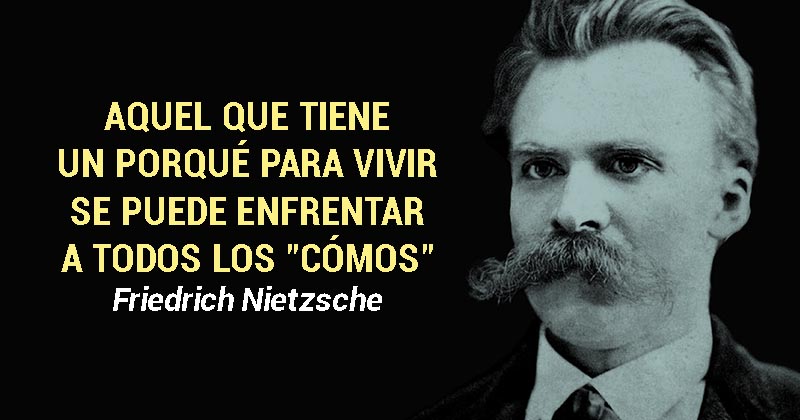 AQUEL QUE TIENE
UN PORQUÉ PARA VIVIR
SE PUEDE ENFRENTAR
A TODOS LOS "CÓMOS"
Friedrich Nietzsche